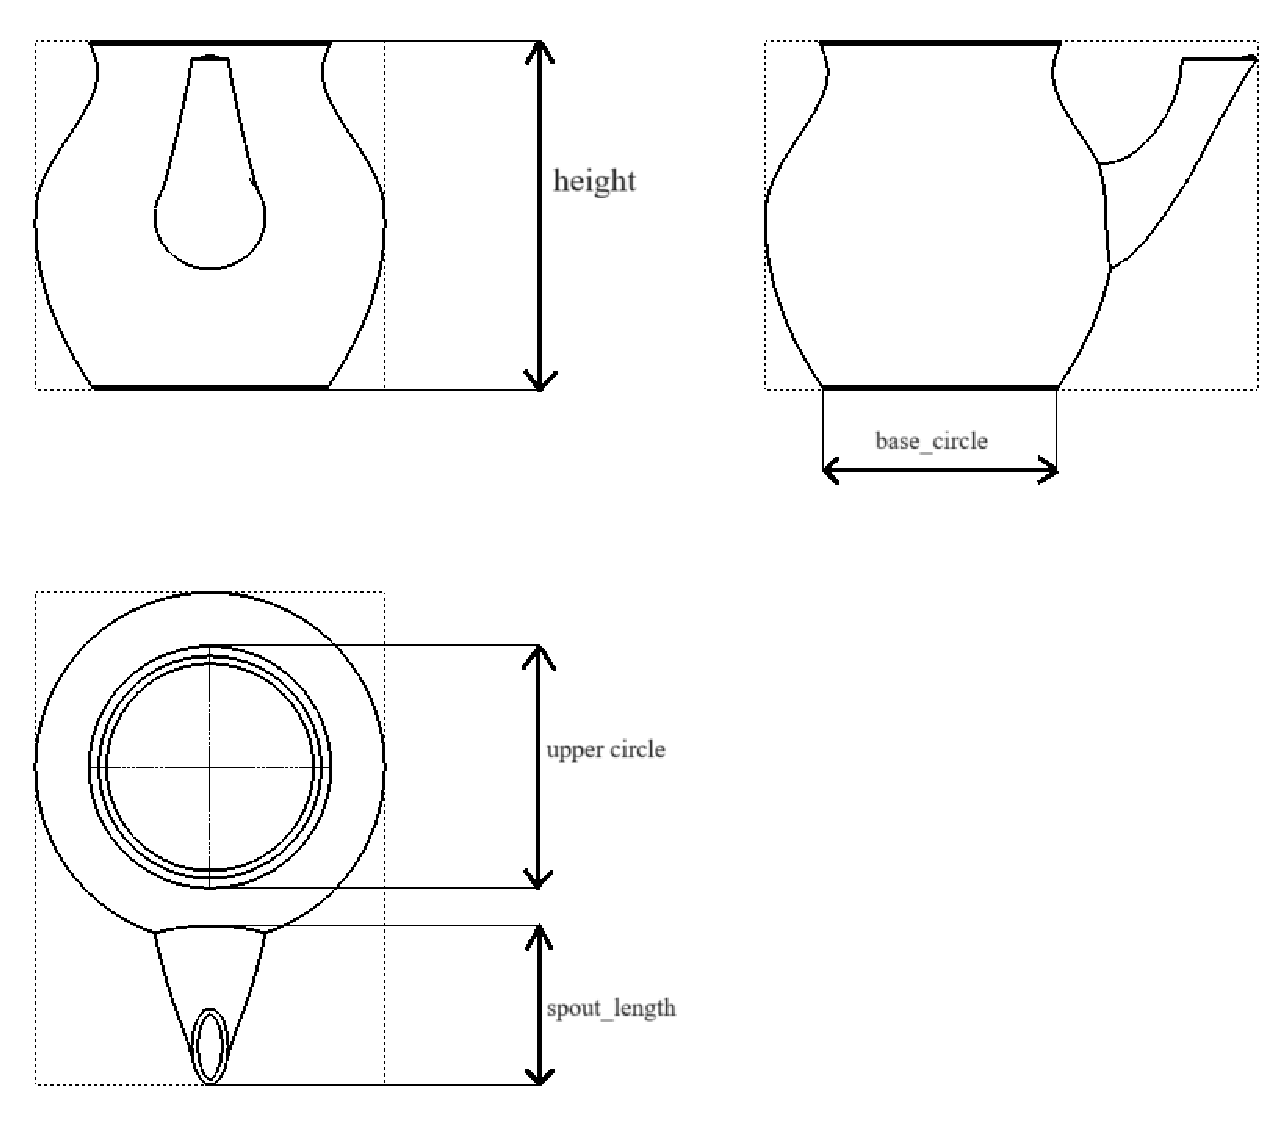 height
base_circle
upper circle
spout_length